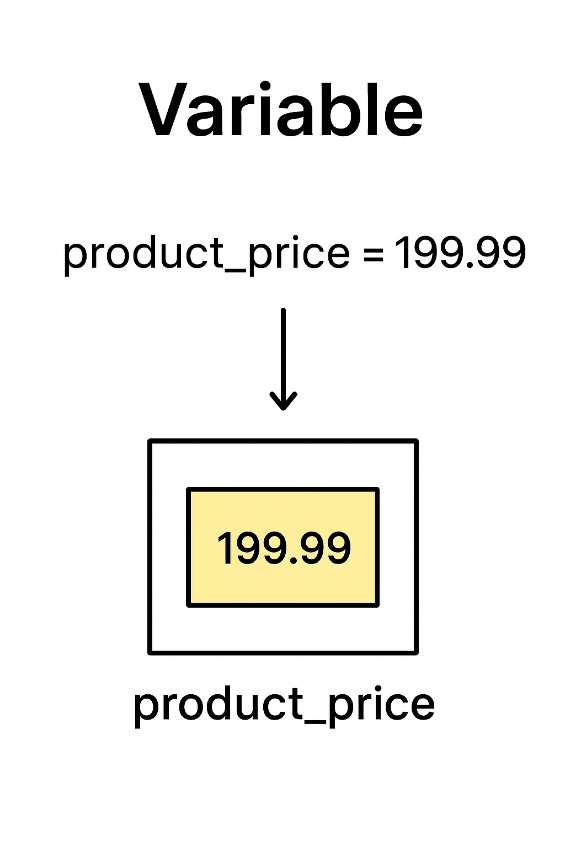 Variable
product_price = 199.99
199.99
product_price